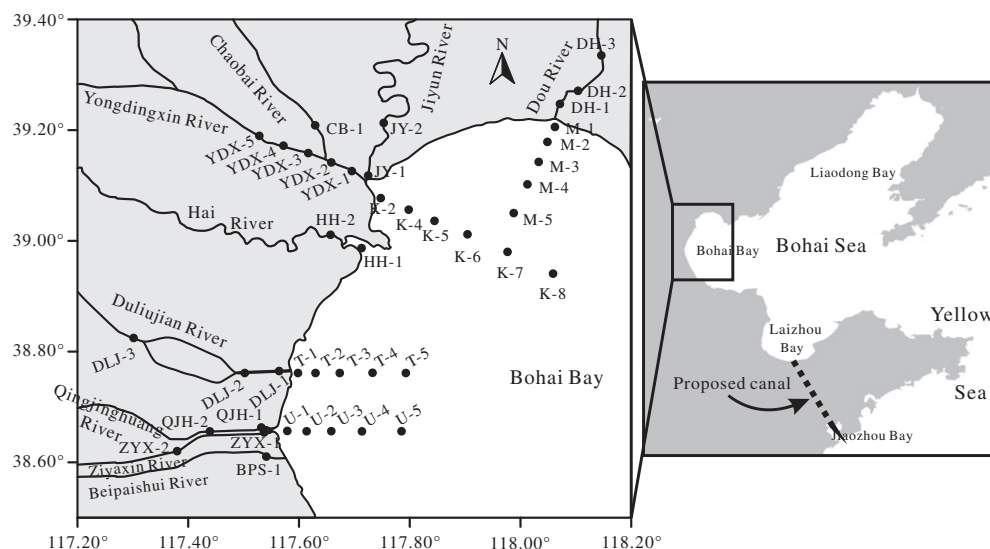 39.40°
39.20°
39.00°
38.80°
38.60°
117.20°
117.40°
117.60°
117.80°
118.00°
118.20°
N
Chaobai River
Jiyun River
Dou River
Yongdingxin River
DH-3
DH-2
DH-1
M-1
M-2
M-3
M-4
M-5
CB-1
JY-2
JY-1
YDX-5
YDX-4
YDX-3
YDX-2
YDX-1
K-2
K-4
K-5
K-6
K-7
K-8
Hai
River
HH-2
HH-1
Duliujian River
DLJ-3
DLJ-2
DLJ-1
T-1
T-2
T-3
T-4
T-5
Bohai Bay
Qingjinghuang
River
QJH-2
QJH-1
U-1
U-2
U-3
U-4
U-5
ZYX-2
ZYX-1
Ziyaxin River
BPS-1
Beipaishui River
Liaodong Bay
Bohai Bay
Bohai Sea
Yellow
Sea
Laizhou
Bay
Proposed canal
Jiaozhou Bay